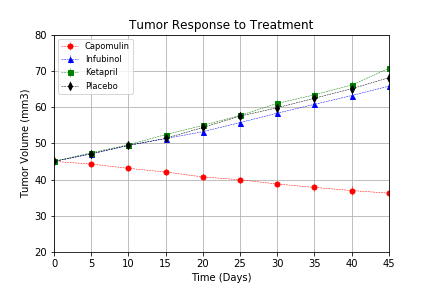 Tumor Response to Treatment
80
70
60
50
40
30
20
Tumor Volume (mm3)
Capomulin
Infubinol
Ketapril
Placebo
0 5 10 15 20 25 30 35 40 45
Time (Days)